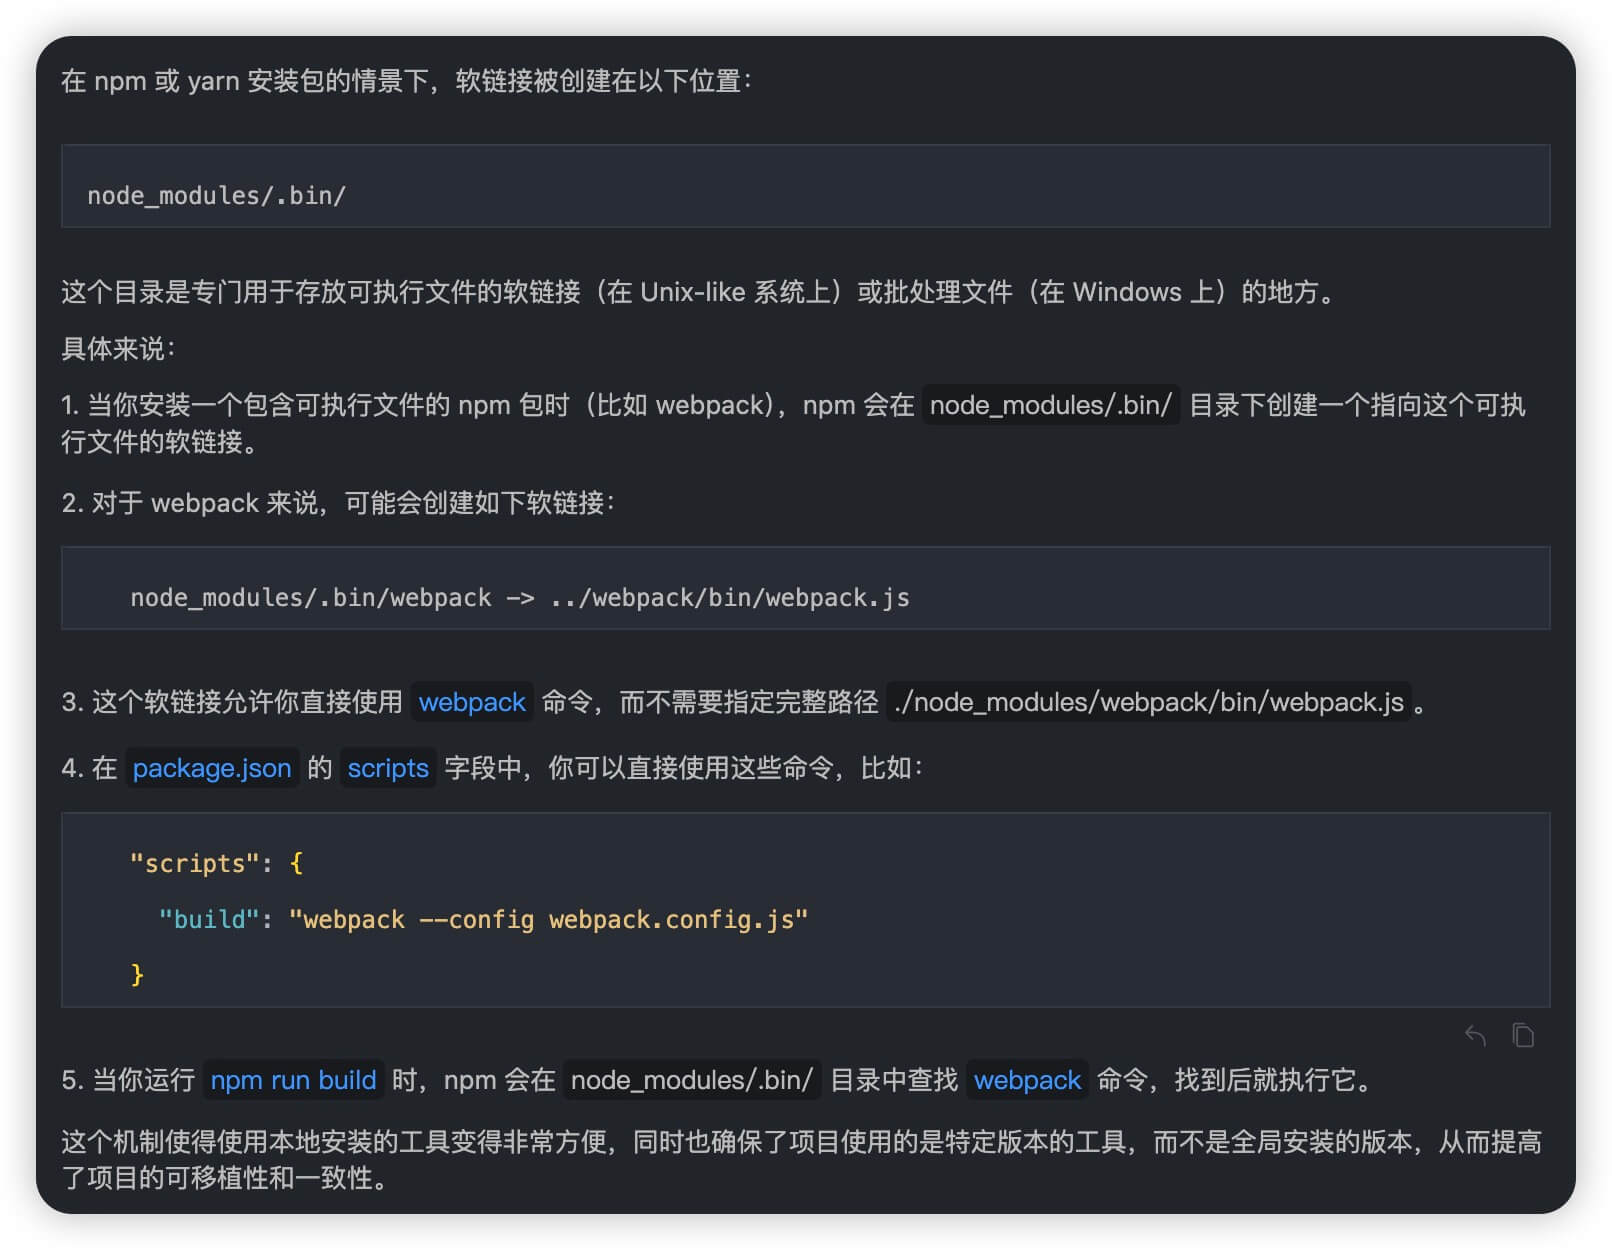 在 npm 或 yarn 安装包的情景下，软链接被创建在以下位置：
node_modules/.bin/
这个目录是专门用于存放可执行文件的软链接（在 Unix-like 系统上）或批处理文件（在 Windows 上）的地方。
具体来说：
1. 当你安装一个包含可执行文件的 npm 包时（比如 webpack），npm 会在 node_modules/.bin/ 目录下创建一个指向这个可执
行文件的软链接。
2. 对于 webpack 来说，可能会创建如下软链接：
node_modules/.bin/webpack -> ../webpack/bin/webpack.js
3. 这个软链接允许你直接使用 webpack 命令，而不需要指定完整路径 ./node_modules/webpack/bin/webpack.js 。
4. 在 package.json 的 scripts 字段中，你可以直接使用这些命令，比如：
"scripts": {
"build": "webpack --config webpack.config.js"
}
5. 当你运行 npm run build 时，npm 会在 node_modules/.bin/ 目录中查找 webpack 命令，找到后就执行它。
这个机制使得使用本地安装的工具变得非常方便，同时也确保了项目使用的是特定版本的工具，而不是全局安装的版本，从而提高
了项目的可移植性和一致性。